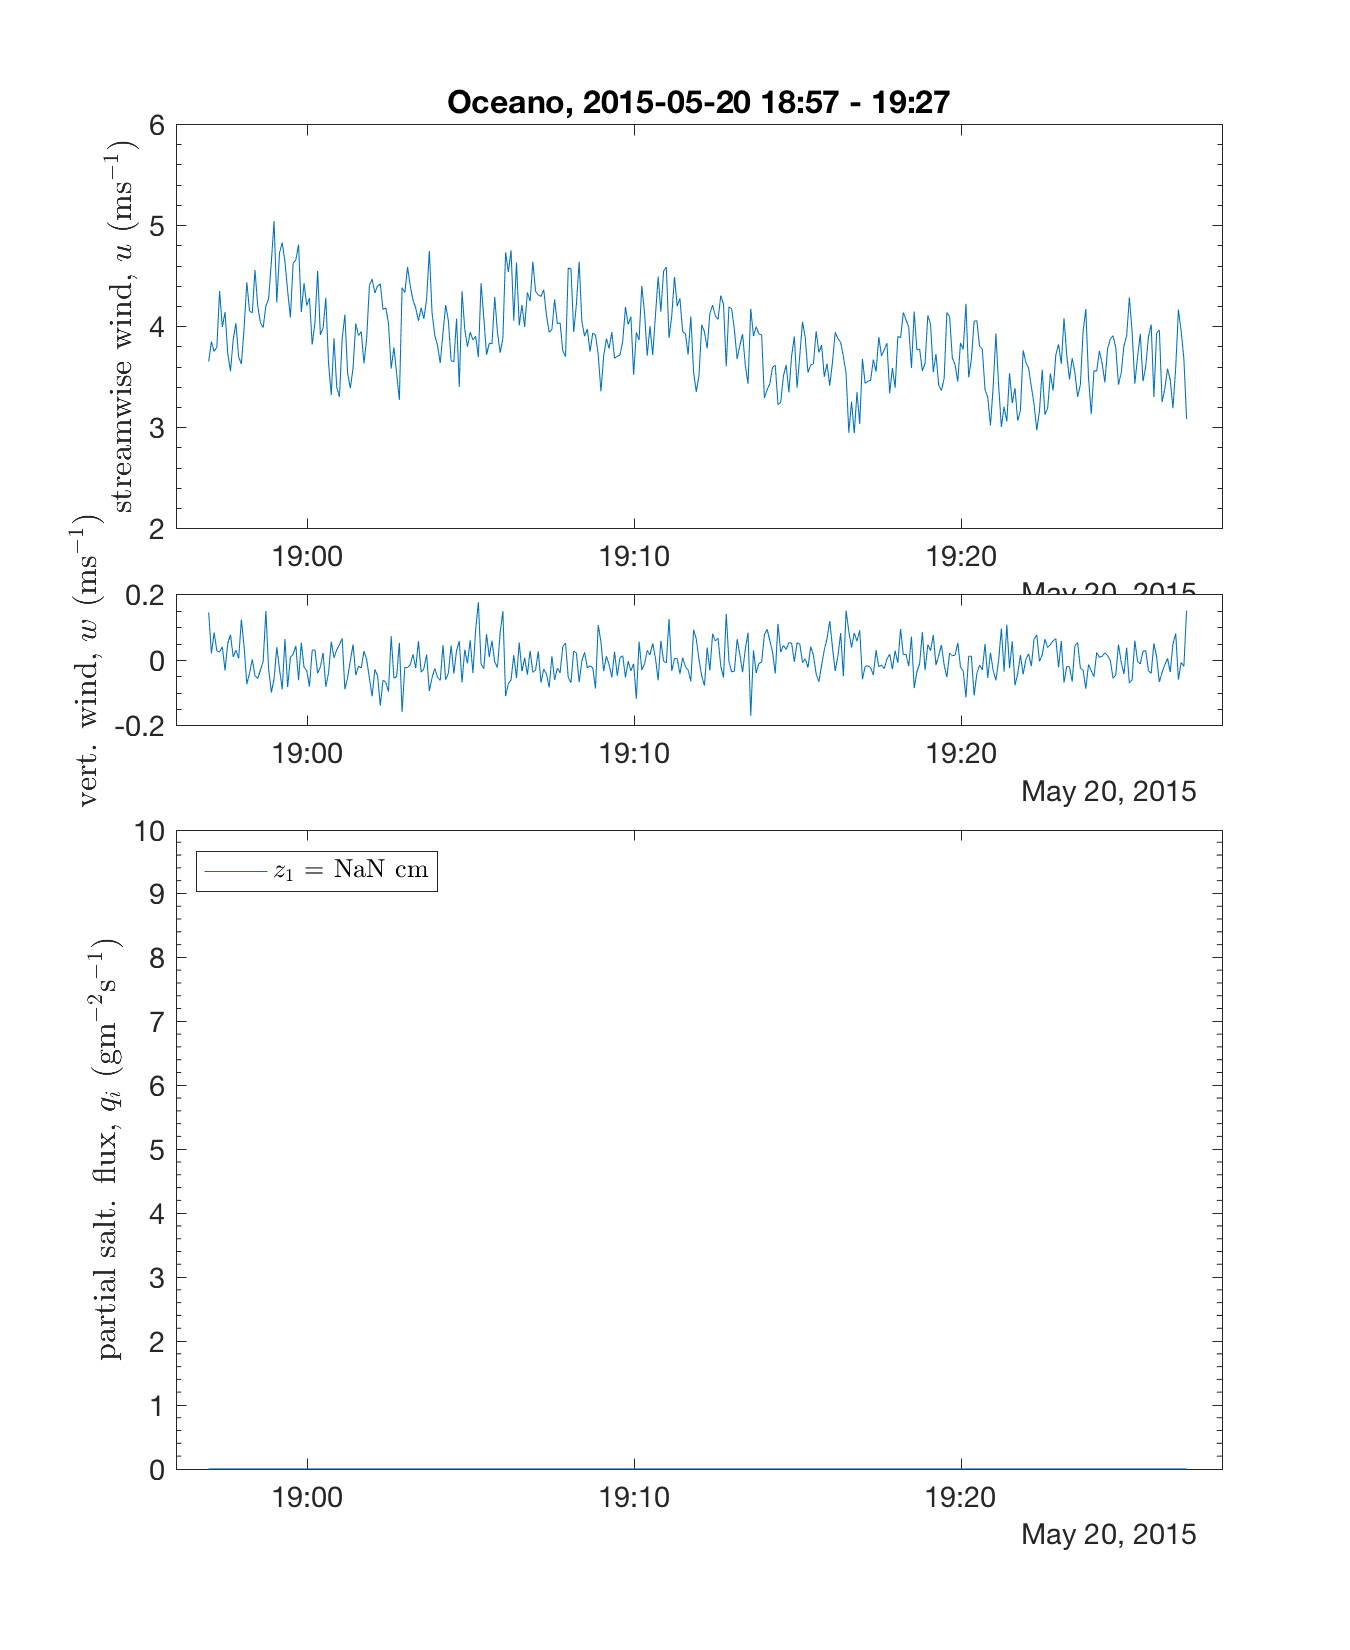 Oceano, 2015-05-20 18:57 - 19:27
streamwise wind, u (ms⁻¹)
6
5
4
3
2
19:00 19:10 19:20
May 20, 2015
vert. wind, w (ms⁻¹)
0.2
0
-0.2
19:00 19:10 19:20
May 20, 2015
partial salt. flux, qᵢ (gm⁻²s⁻¹)
10
9
8
7
6
5
4
3
2
1
0
z₁ = NaN cm
19:00 19:10 19:20
May 20, 2015